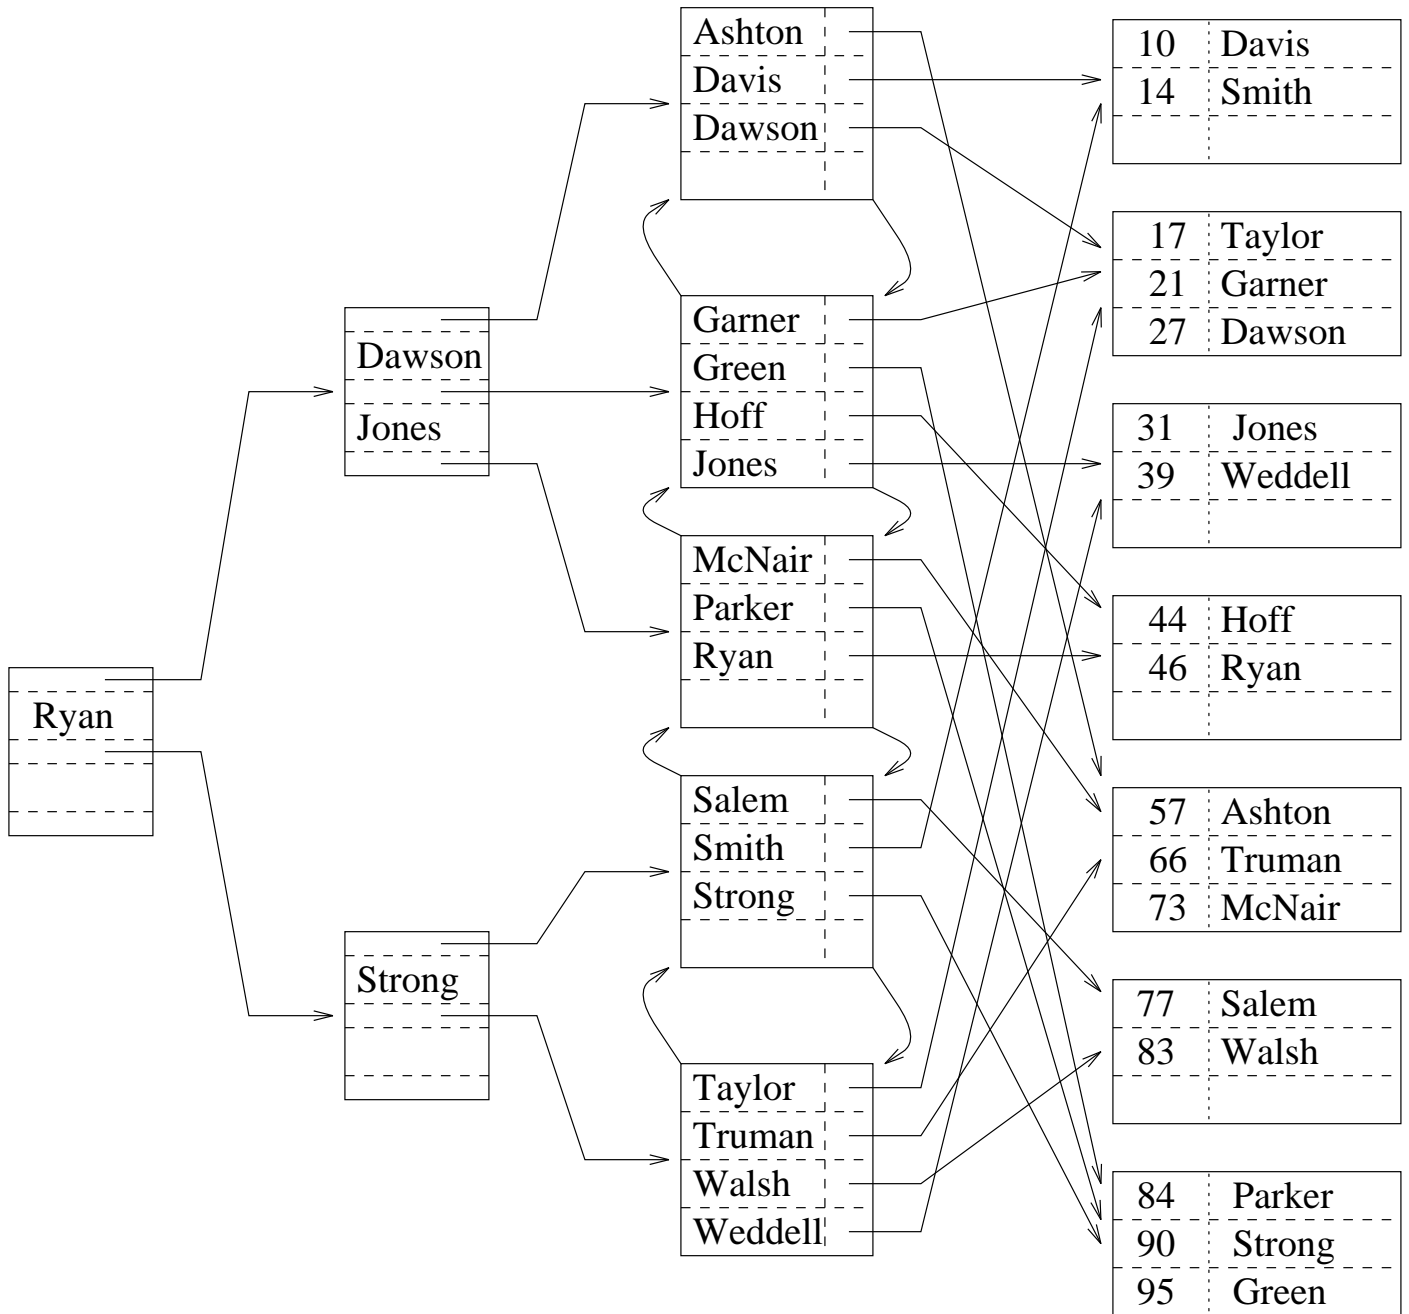 Ryan
Dawson
Jones
Strong
Ashton
Davis
Dawson
Garner
Green
Hoff
Jones
McNair
Parker
Ryan
Salem
Smith
Strong
Taylor
Truman
Walsh
Weddell
10 Davis
14 Smith
17 Taylor
21 Garner
27 Dawson
31 Jones
39 Weddell
44 Hoff
46 Ryan
57 Ashton
66 Truman
73 McNair
77 Salem
83 Walsh
84 Parker
90 Strong
95 Green